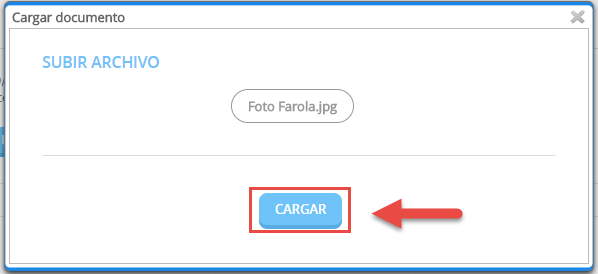 Cargar documento
SUBIR ARCHIVO
Foto Farola.jpg
CARGAR